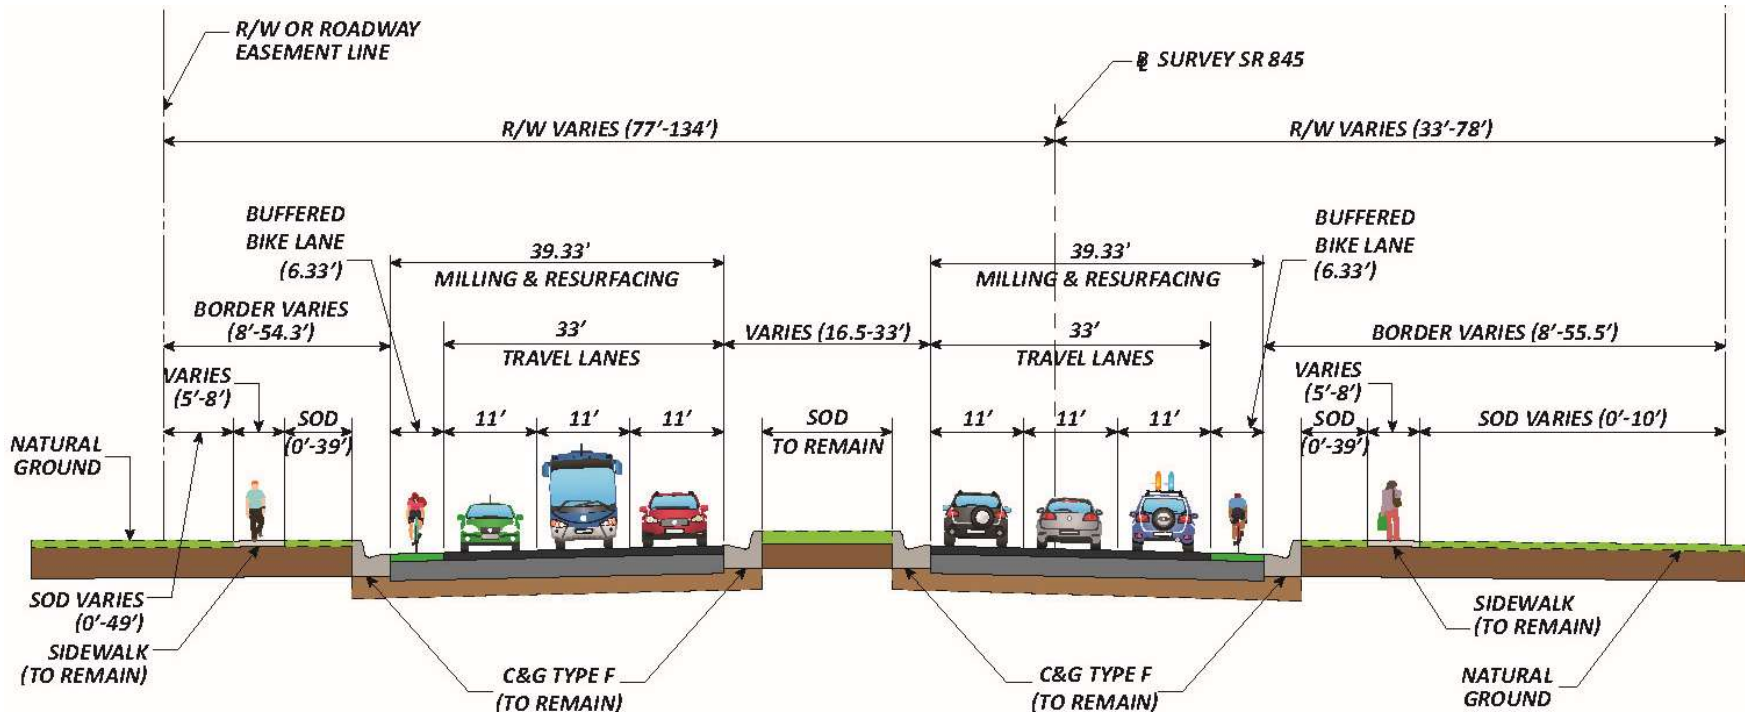 R/W OR ROADWAY
EASEMENT LINE
℄ SURVEY SR 845
R/W VARIES (77'-134')
R/W VARIES (33'-78')
BUFFERED
BIKE LANE
(6.33')
39.33'
MILLING & RESURFACING
39.33'
MILLING & RESURFACING
BUFFERED
BIKE LANE
(6.33')
BORDER VARIES
(8'-54.3')
33'
TRAVEL LANES
VARIES (16.5-33')
33'
TRAVEL LANES
BORDER VARIES (8'-55.5')
VARIES
(5'-8')
SOD
(0'-39')
11'
11'
11'
SOD
TO REMAIN
11'
11'
11'
VARIES
(5'-8')
SOD
(0'-39')
SOD VARIES (0'-10')
NATURAL
GROUND
SOD VARIES
(0'-49')
SIDEWALK
(TO REMAIN)
C&G TYPE F
(TO REMAIN)
C&G TYPE F
(TO REMAIN)
SIDEWALK
(TO REMAIN)
NATURAL
GROUND